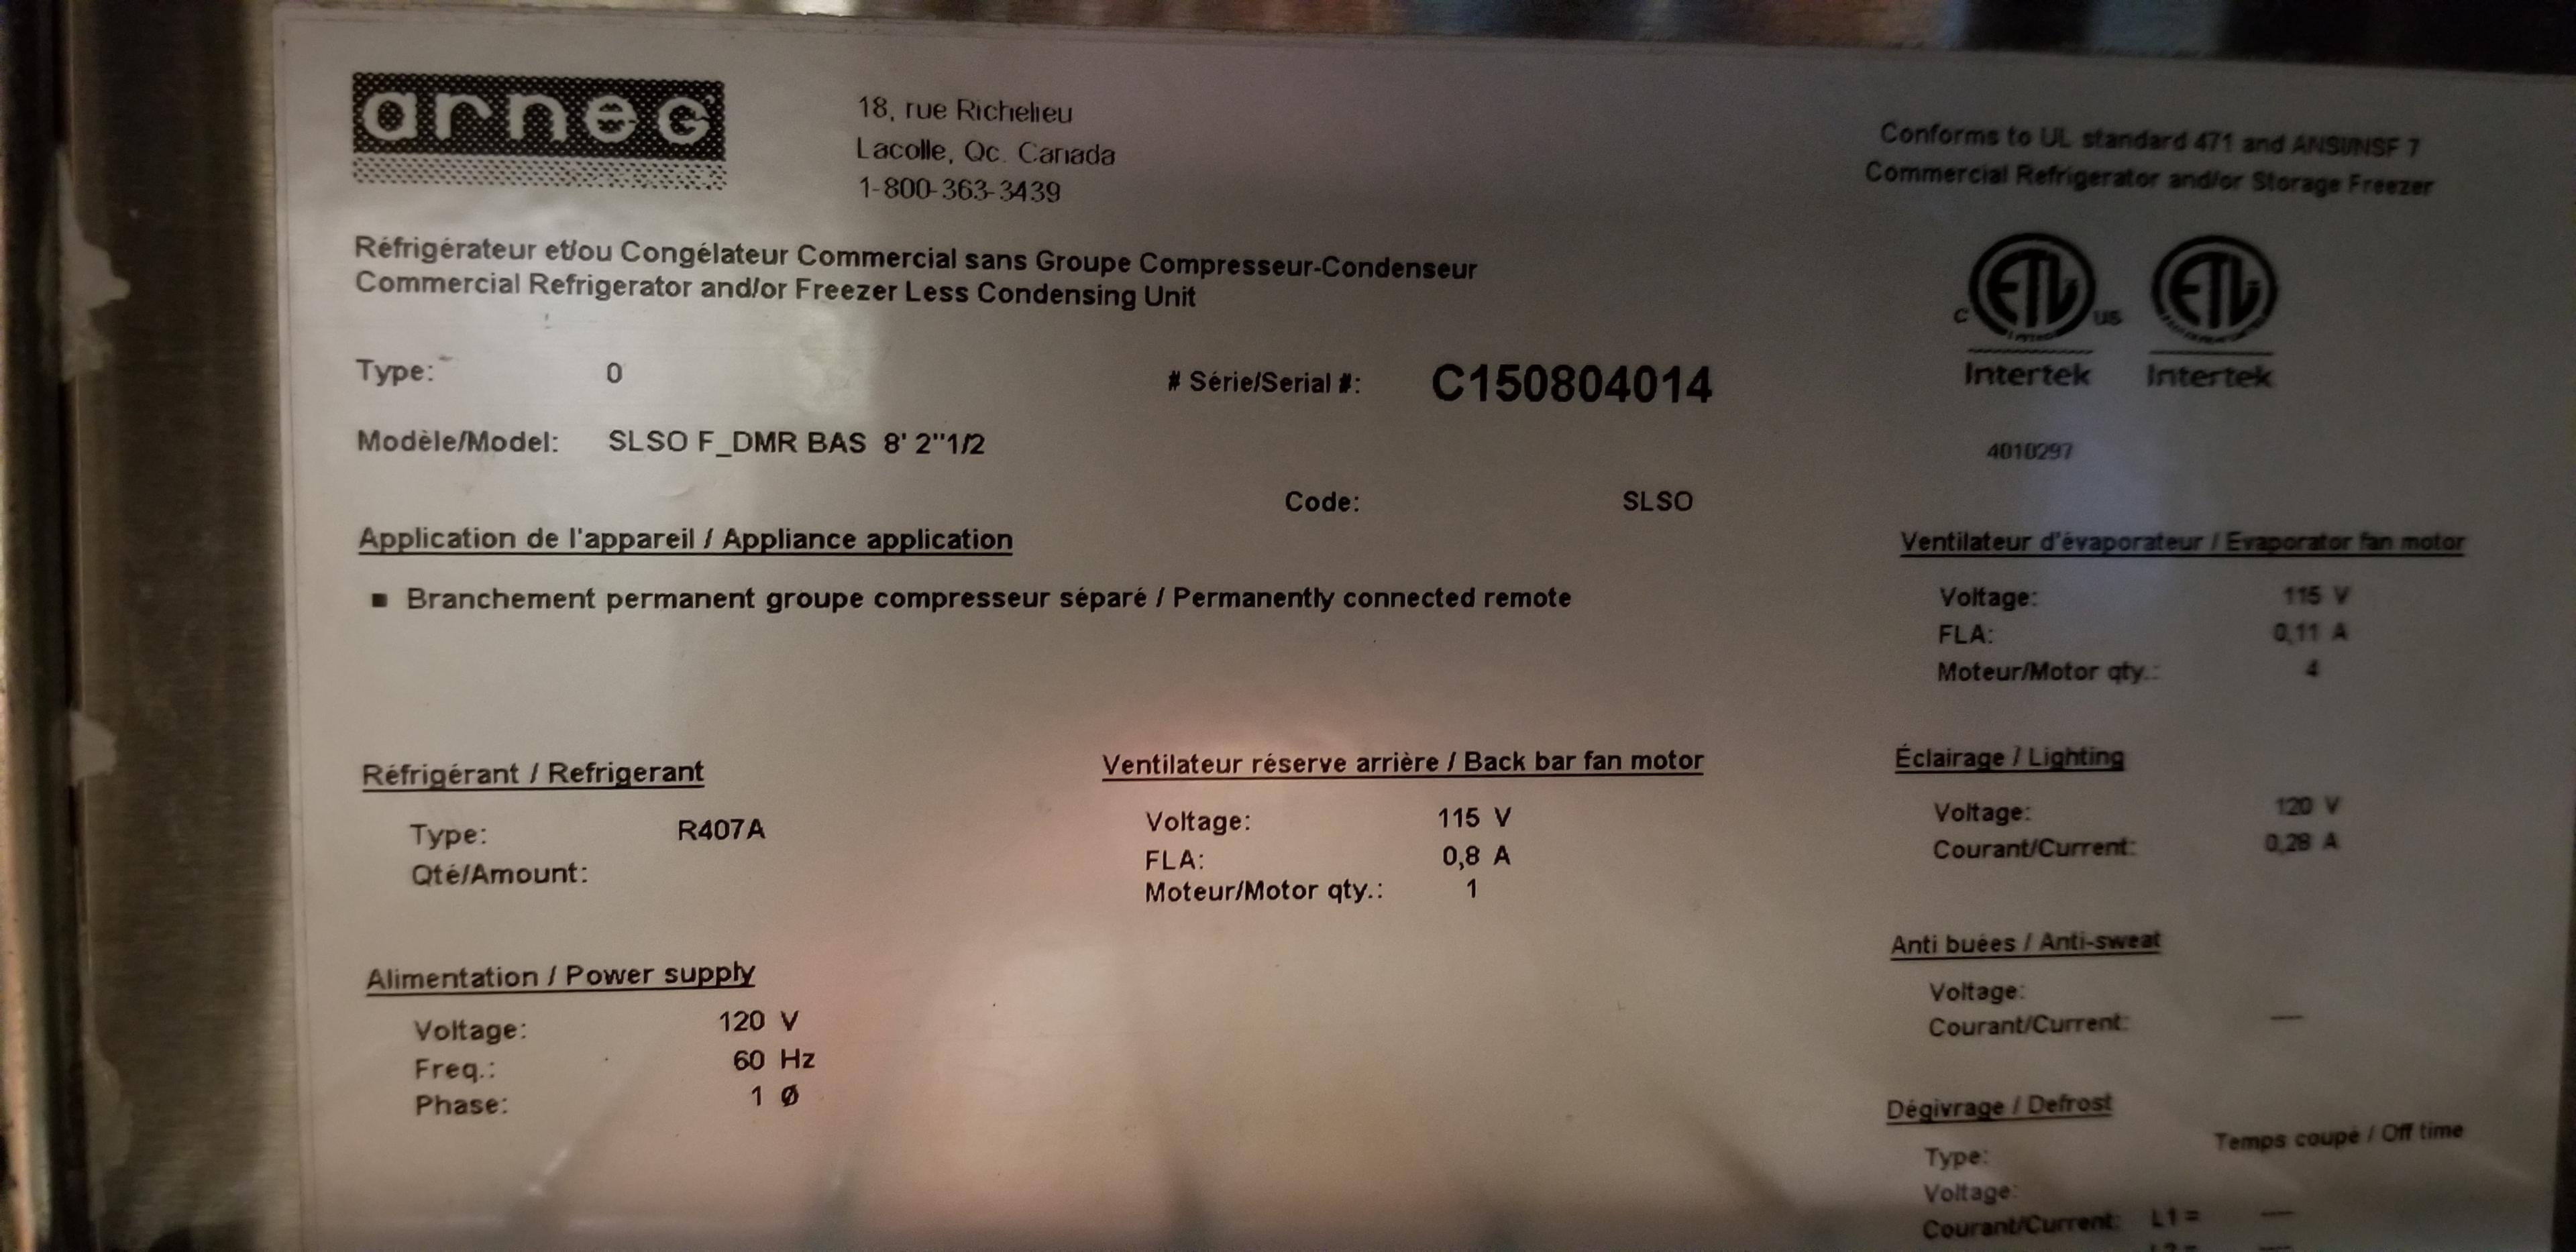 arneg
18, rue Richelieu
Lacolle, Qc. Canada
1-800-363-3439
Conforms to UL standard 471 and ANSI/NSF 7
Commercial Refrigerator and/or Storage Freezer
Réfrigérateur et/ou Congélateur Commercial sans Groupe Compresseur-Condenseur
Commercial Refrigerator and/or Freezer Less Condensing Unit
C ETL US ETL
Intertek Intertek
4010297
Type: 0
# Série/Serial #: C150804014
Modèle/Model: SLSO F_DMR BAS 8' 2"1/2
Code: SLSO
Application de l'appareil / Appliance application
▪ Branchement permanent groupe compresseur séparé / Permanently connected remote
Ventilateur d'évaporateur / Evaporator fan motor
Voltage: 115 V
FLA: 0,11 A
Moteur/Motor qty.: 4
Réfrigérant / Refrigerant
Type: R407A
Qté/Amount:
Ventilateur réserve arrière / Back bar fan motor
Voltage: 115 V
FLA: 0,8 A
Moteur/Motor qty.: 1
Éclairage / Lighting
Voltage: 120 V
Courant/Current: 0,28 A
Alimentation / Power supply
Voltage: 120 V
Freq.: 60 Hz
Phase: 1 Ø
Anti buées / Anti-sweat
Voltage:
Courant/Current: ---
Dégivrage / Defrost
Type: Temps coupé / Off time
Voltage:
Courant/Current: L1 = ---